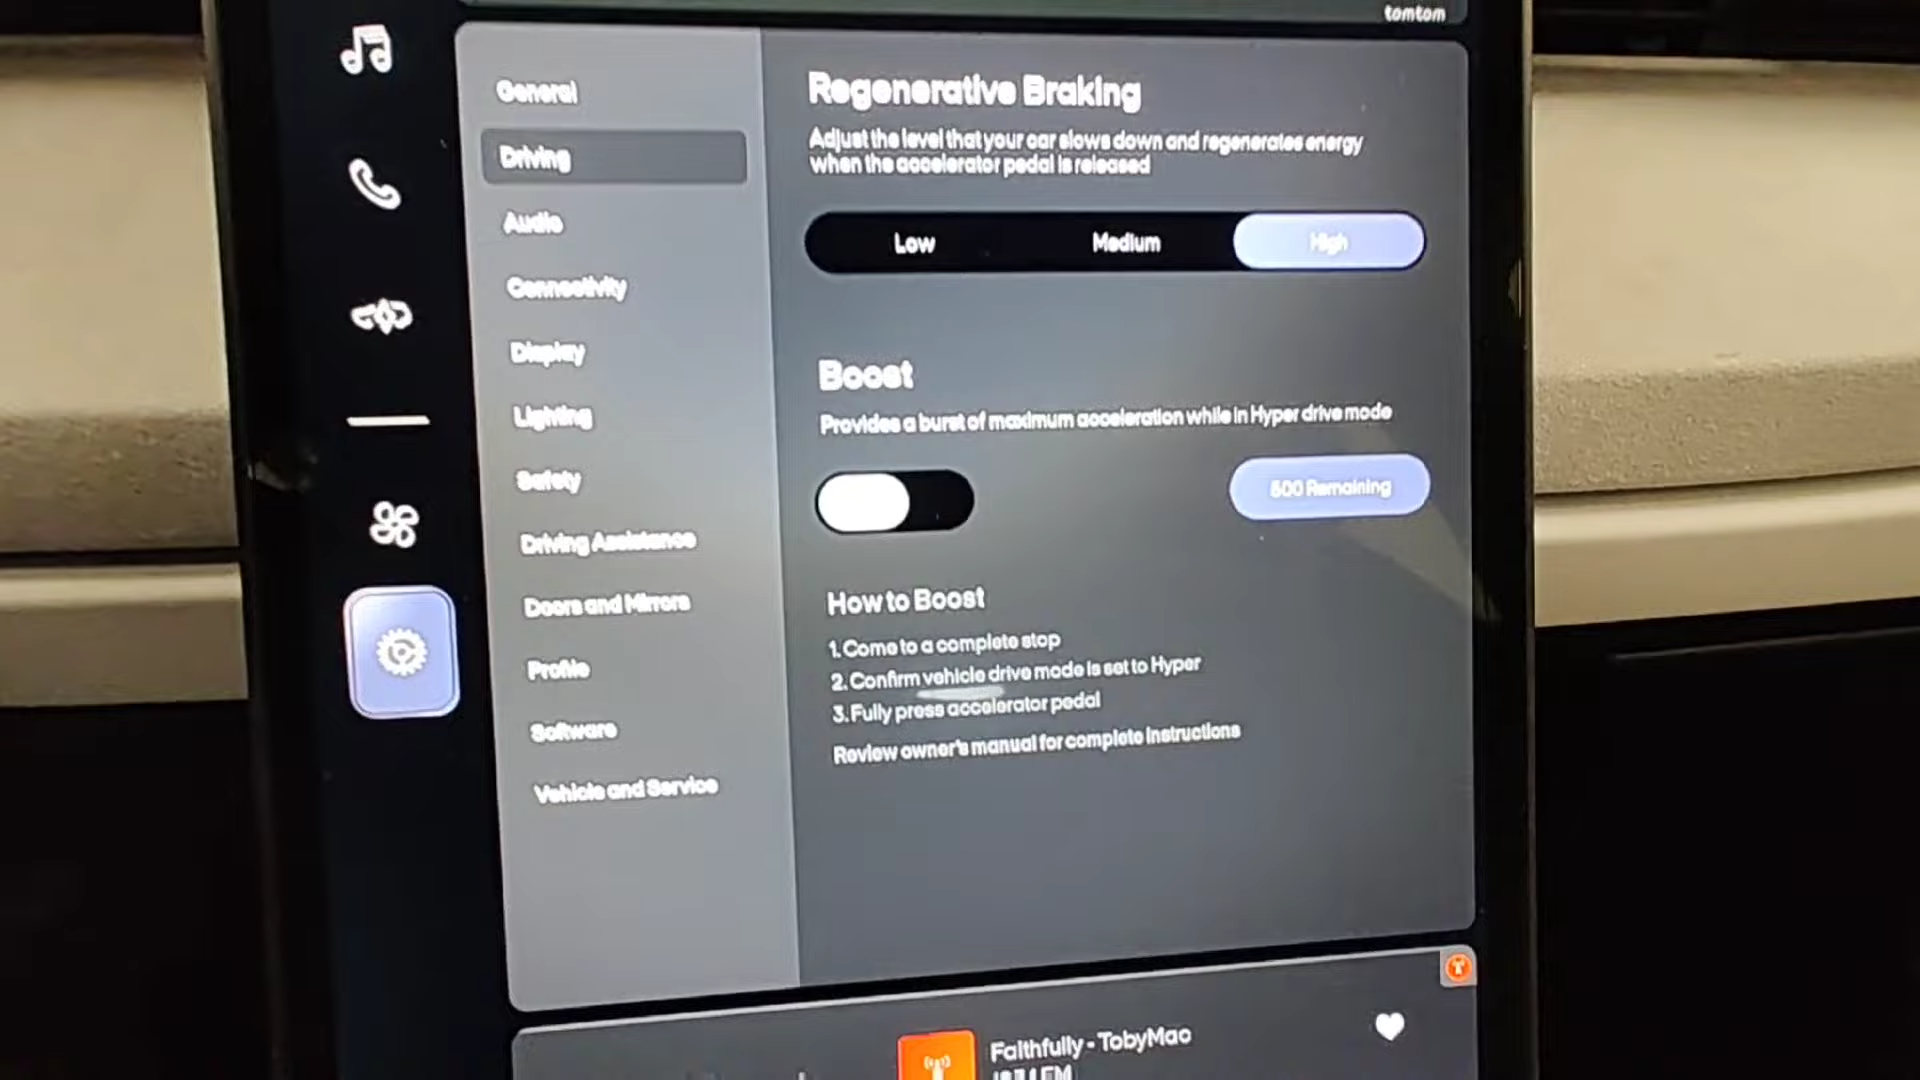 tomtom
General
Driving
Audio
Connectivity
Display
Lighting
Safety
Driving Assistance
Doors and Mirrors
Profile
Software
Vehicle and Service
Regenerative Braking
Adjust the level that your car slows down and regenerates energy
when the accelerator pedal is released
Low
Medium
High
Boost
Provides a burst of maximum acceleration while in Hyper drive mode
500 Remaining
How to Boost
1. Come to a complete stop
2. Confirm vehicle drive mode is set to Hyper
3. Fully press accelerator pedal
Review owner's manual for complete instructions
Faithfully - TobyMac
FM